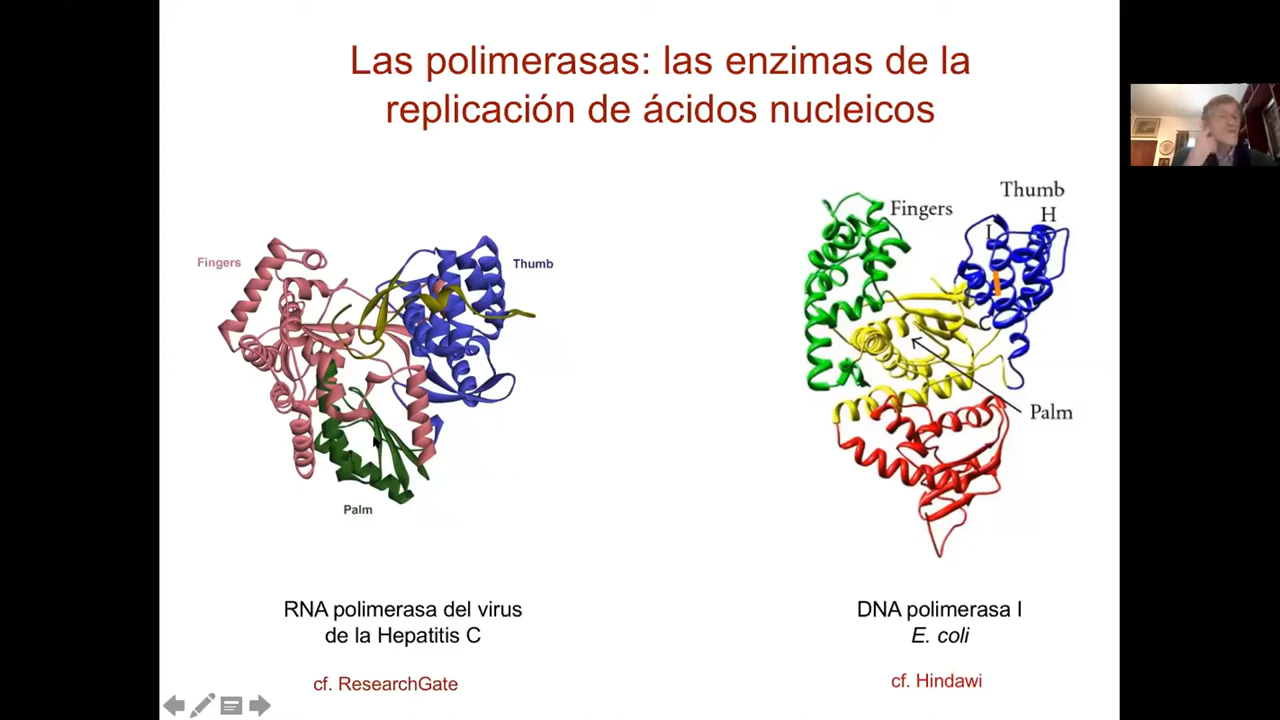 Las polimerasas: las enzimas de la
replicación de ácidos nucleicos
Fingers
Thumb
Palm
RNA polimerasa del virus
de la Hepatitis C
cf. ResearchGate
Fingers
Thumb
H
I
C
Palm
DNA polimerasa I
E. coli
cf. Hindawi